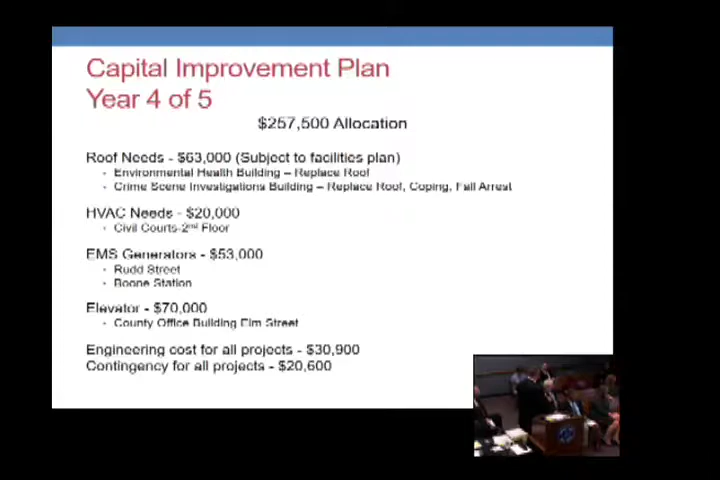 Capital Improvement Plan
Year 4 of 5
$257,500 Allocation
Roof Needs - $63,000 (Subject to facilities plan)
• Environmental Health Building – Replace Roof
• Crime Scene Investigations Building – Replace Roof, Coping, Fall Arrest
HVAC Needs - $20,000
• Civil Courts-2nd Floor
EMS Generators - $53,000
• Rudd Street
• Boone Station
Elevator - $70,000
• County Office Building Elm Street
Engineering cost for all projects - $30,900
Contingency for all projects - $20,600